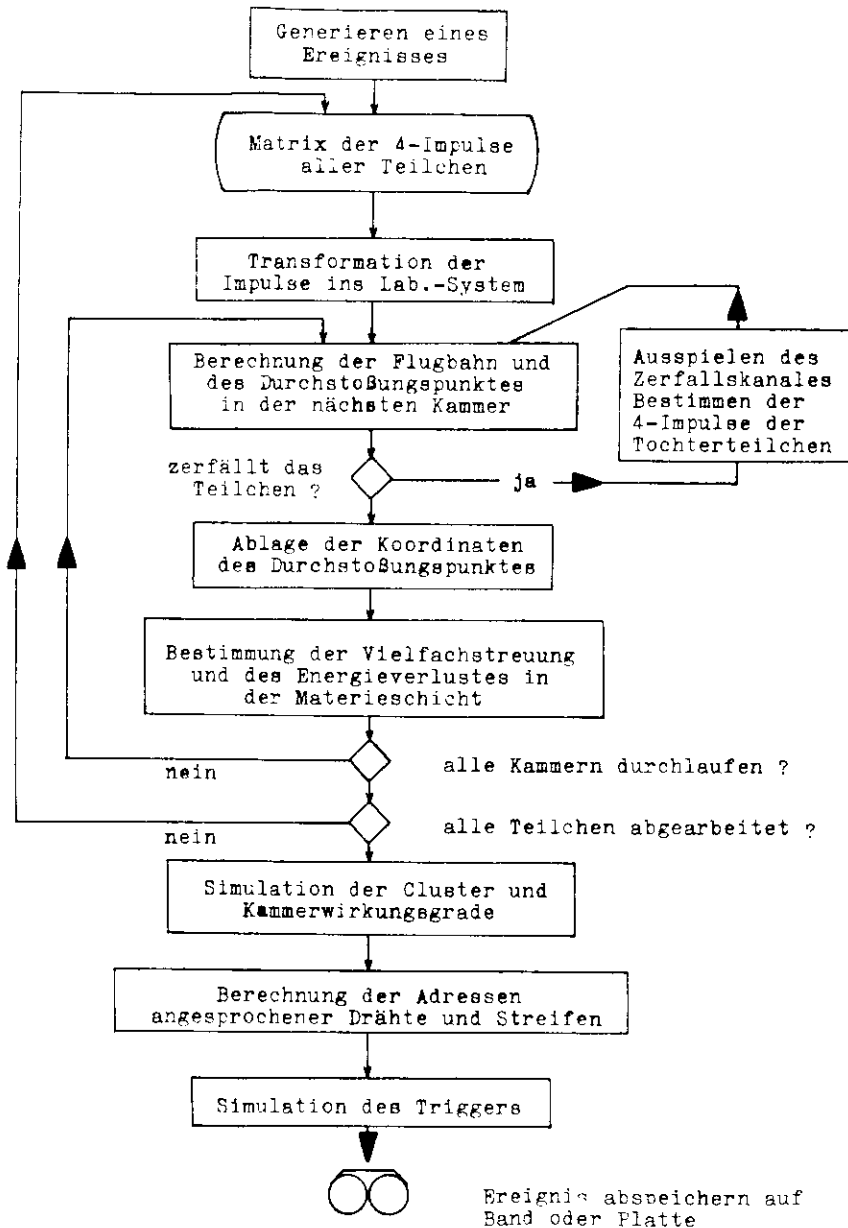 Generieren eines
Ereignisses
Matrix der 4-Impulse
aller Teilchen
Transformation der
Impulse ins Lab.-System
Berechnung der Flugbahn und
des Durchstoßungspunktes
in der nächsten Kammer
Ausspielen des
Zerfallskanales
Bestimmen der
4-Impulse der
Tochterteilchen
zerfällt das
Teilchen ?
ja
Ablage der Koordinaten
des Durchstoßungspunktes
Bestimmung der Vielfachstreuung
und des Energieverlustes in
der Materieschicht
nein
alle Kammern durchlaufen ?
nein
alle Teilchen abgearbeitet ?
Simulation der Cluster und
Kammerwirkungsgrade
Berechnung der Adressen
angesprochener Drähte und Streifen
Simulation des Triggers
Ereignis abspeichern auf
Band oder Platte